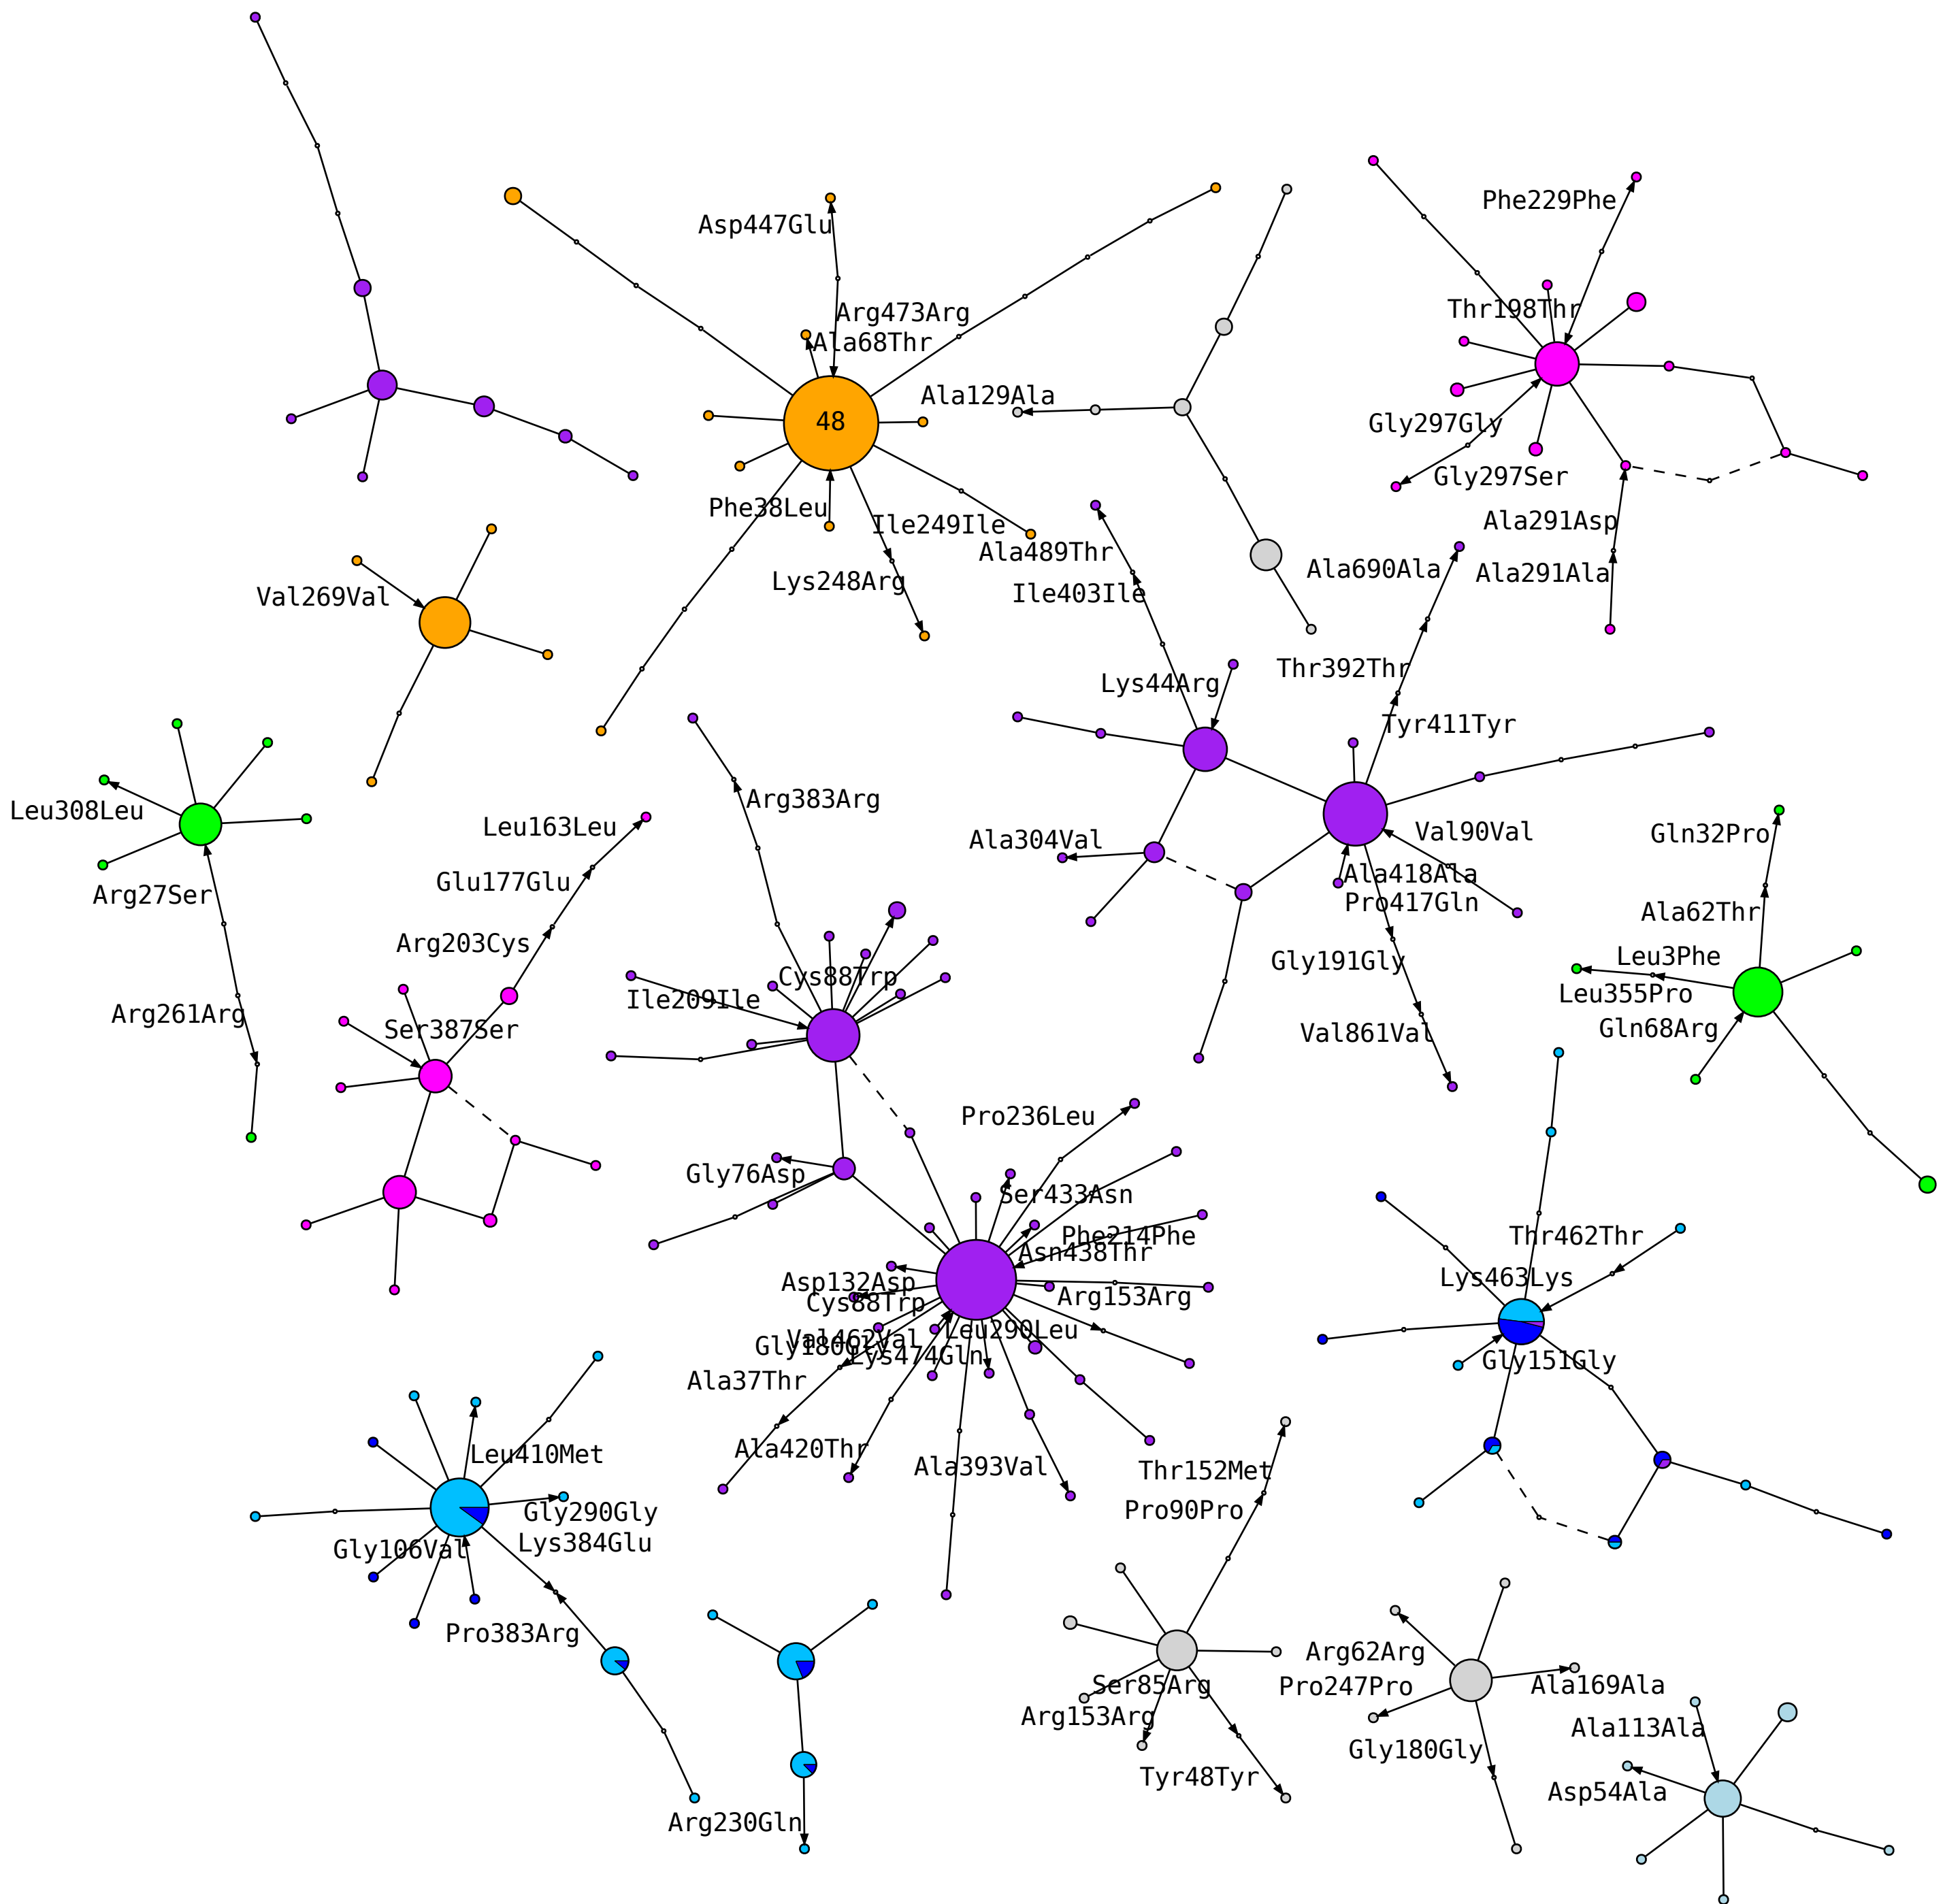 Phe229Phe
Asp447Glu
Arg473Arg
Thr198Thr
Ala68Thr
Ala129Ala
48
Gly297Gly
Gly297Ser
Phe38Leu
Ile249Ile
Ala291Asp
Ala489Thr
Ala690Ala
Ala291Ala
Lys248Arg
Ile403Ile
Val269Val
Thr392Thr
Lys44Arg
Tyr411Tyr
Arg383Arg
Leu308Leu
Leu163Leu
Val90Val
Gln32Pro
Ala304Val
Ala418Ala
Glu177Glu
Arg27Ser
Pro417Gln
Ala62Thr
Arg203Cys
Leu3Phe
Gly191Gly
Cys88Trp
Leu355Pro
Ile209Ile
Arg261Arg
Ser387Ser
Gln68Arg
Val861Val
Pro236Leu
Gly76Asp
Ser433Asn
Phe214Phe
Thr462Thr
Asn438Thr
Lys463Lys
Asp132Asp
Arg153Arg
Cys88Trp
Leu290Leu
Val462Val
Gly180Gly
Lys474Gln
Gly151Gly
Ala37Thr
Ala420Thr
Leu410Met
Ala393Val
Thr152Met
Pro90Pro
Gly290Gly
Lys384Glu
Gly106Val
Pro383Arg
Arg62Arg
Ser85Arg
Pro247Pro
Ala169Ala
Arg153Arg
Ala113Ala
Gly180Gly
Tyr48Tyr
Asp54Ala
Arg230Gln